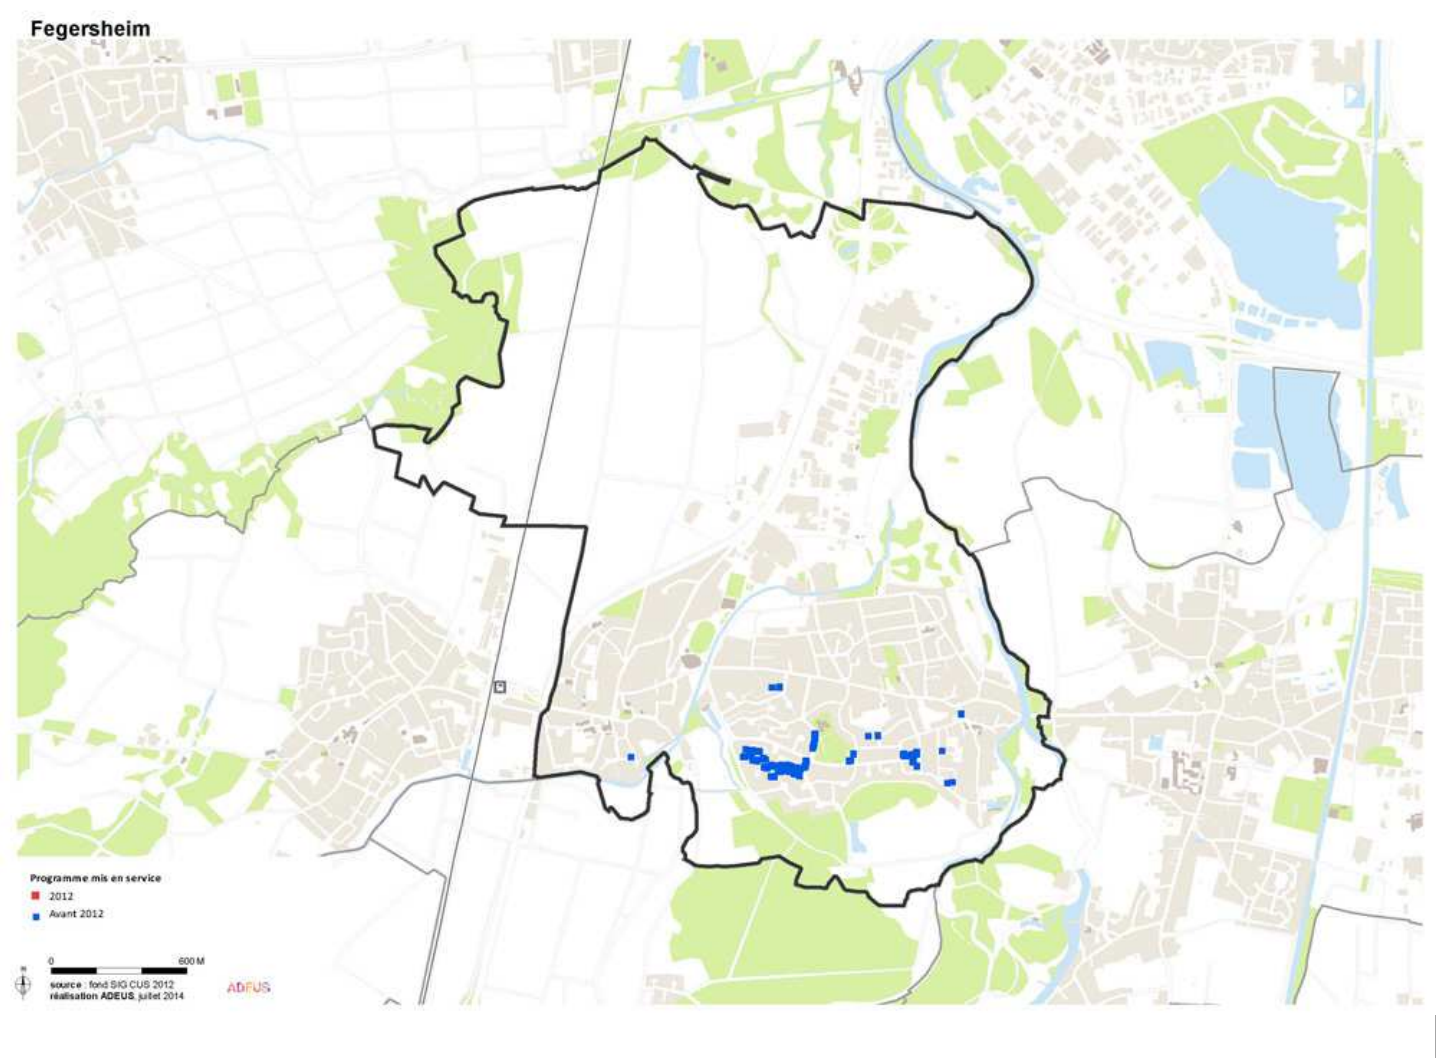 Fegersheim
Programme mis en service
2012
Avant 2012
0 600 M
N
source : fond SIG CUS 2012
réalisation ADEUS, juillet 2014
ADEUS